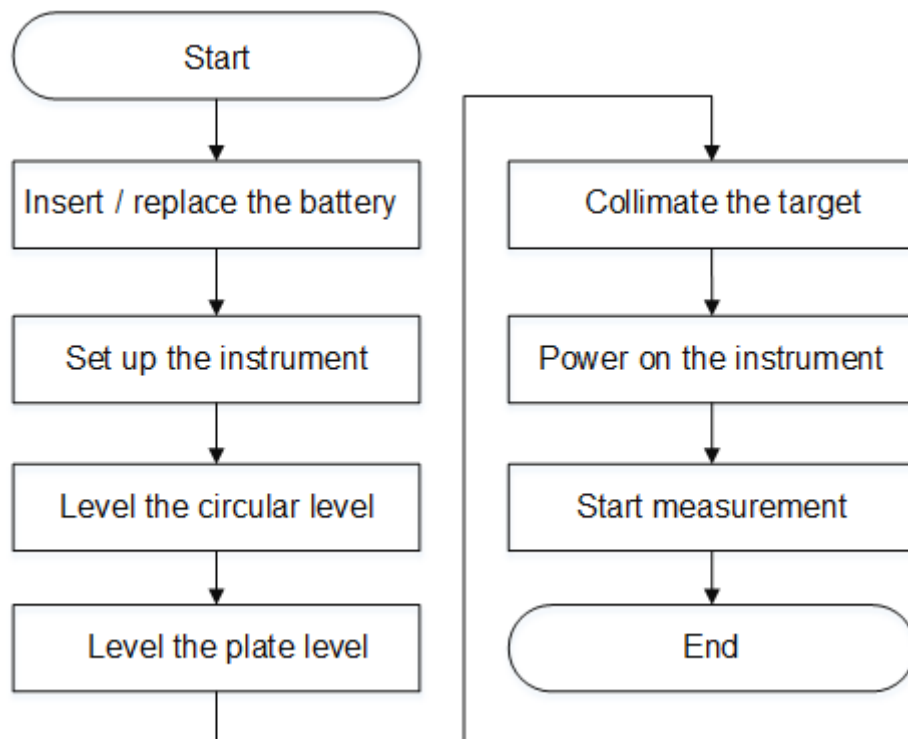 Start
Insert / replace the battery
Set up the instrument
Level the circular level
Level the plate level
Collimate the target
Power on the instrument
Start measurement
End